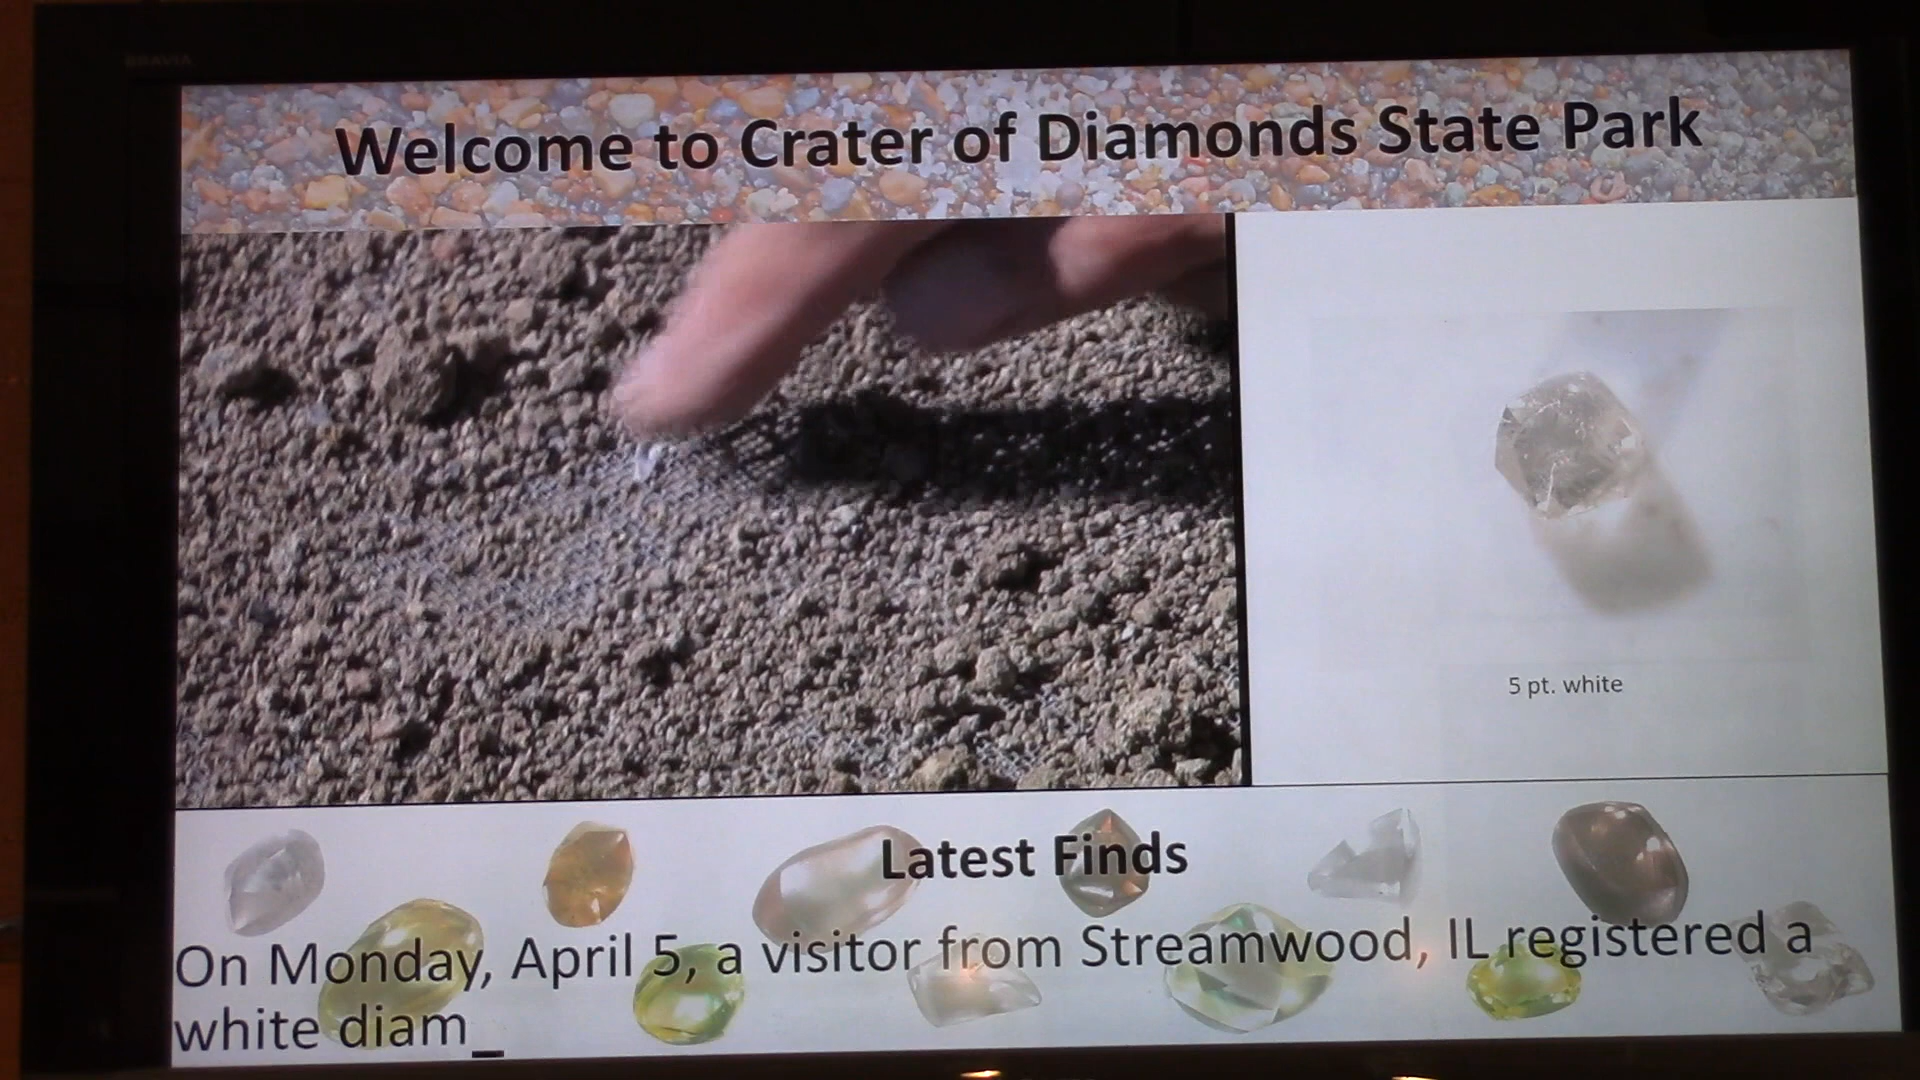 BRAVIA
Welcome to Crater of Diamonds State Park
5 pt. white
Latest Finds
On Monday, April 5, a visitor from Streamwood, IL registered a
white diam_